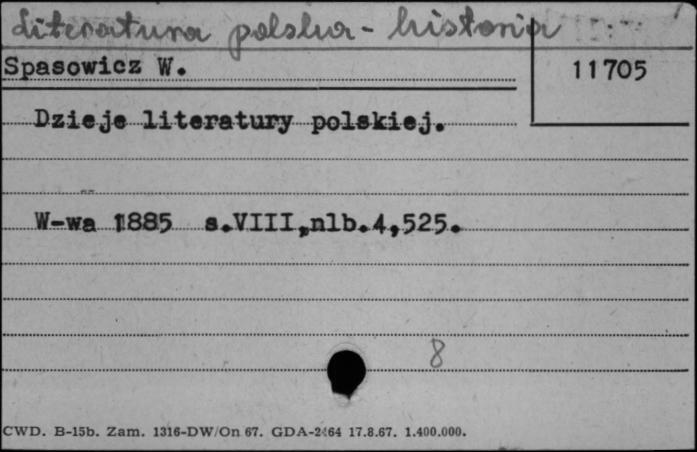 Literatura polska - historia
Spasowicz W.
11705
Dzieje literatury polskiej.
W-wa 1885 s.VIII,nlb.4,525.
8
CWD. B-15b. Zam. 1316-DW/On 67. GDA-2464 17.8.67. 1.400.000.